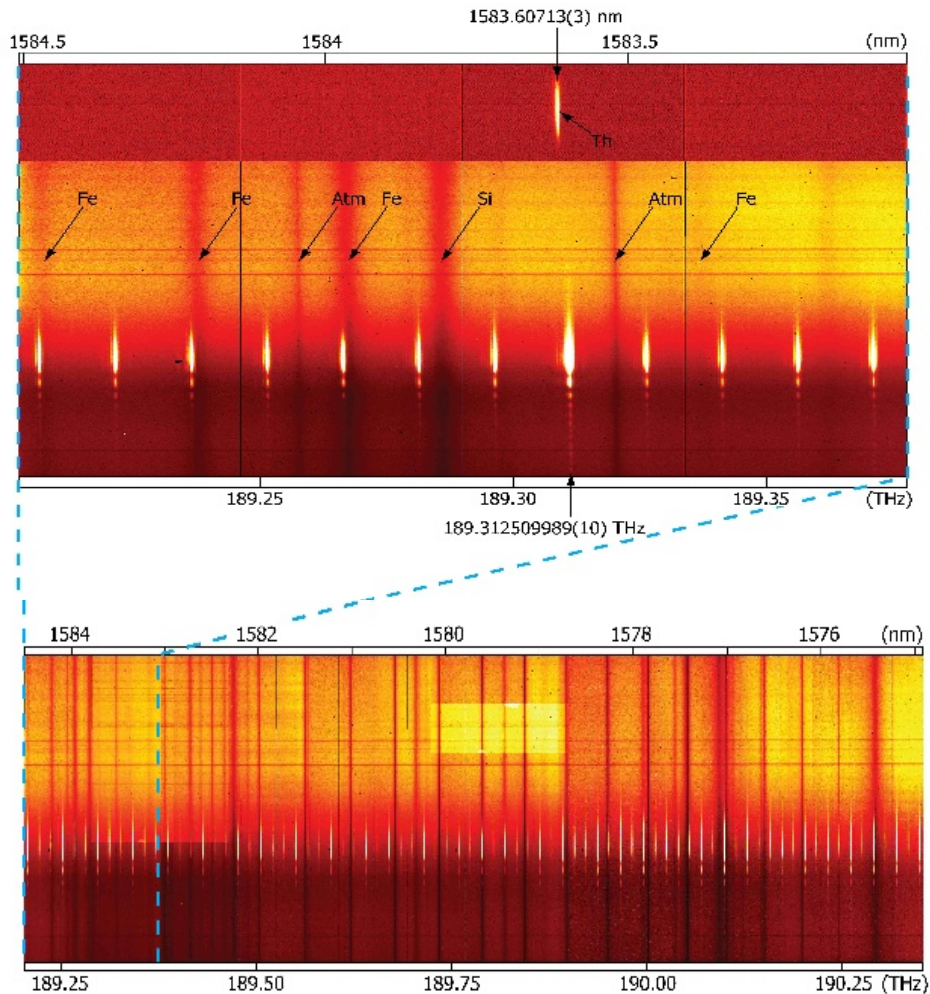 1583.60713(3) nm
1584.5 1584 1583.5 (nm)
Th
Fe Fe Atm Fe Si Atm Fe
189.25 189.30 189.35 (THz)
189.312509989(10) THz
1584 1582 1580 1578 1576 (nm)
189.25 189.50 189.75 190.00 190.25 (THz)